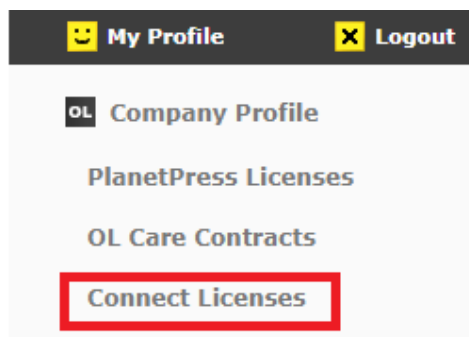 My Profile Logout
OL Company Profile
PlanetPress Licenses
OL Care Contracts
Connect Licenses